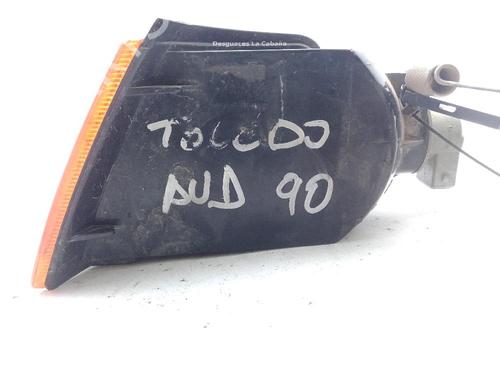 Desguaces La Cabaña
TOLEDO
AUD 90